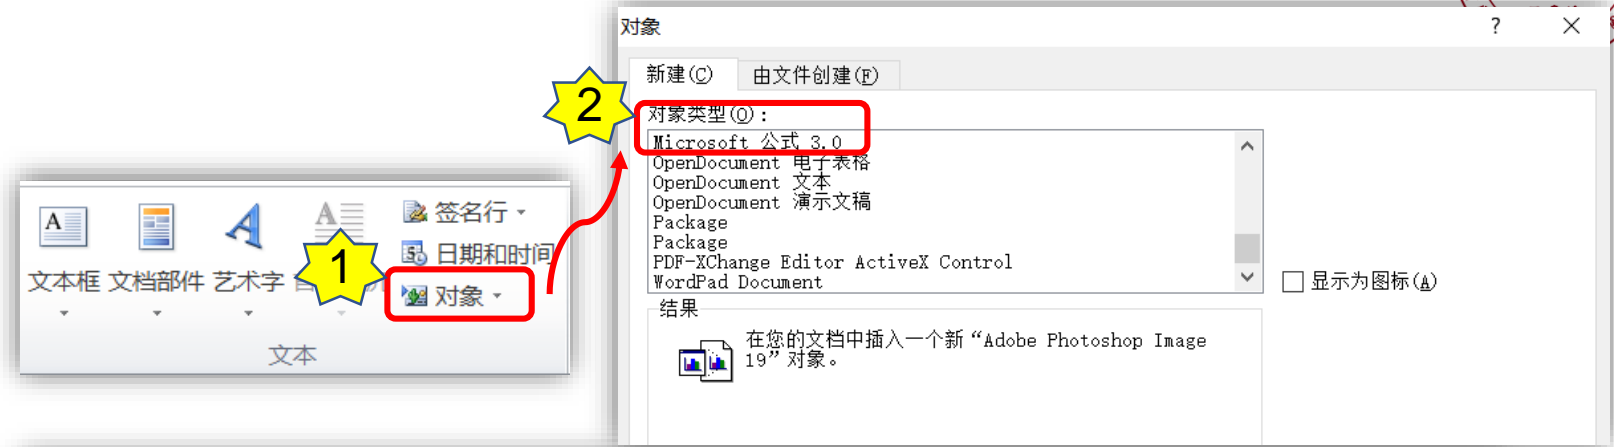 对象
?
新建(C)
由文件创建(F)
2
对象类型(O):
Microsoft 公式 3.0
OpenDocument 电子表格
OpenDocument 文本
OpenDocument 演示文稿
Package
Package
PDF-XChange Editor ActiveX Control
WordPad Document
显示为图标(A)
结果
在您的文档中插入一个新“Adobe Photoshop Image
19”对象。
A
A
A
签名行
日期和时间
1
文本框 文档部件 艺术字
对象
文本